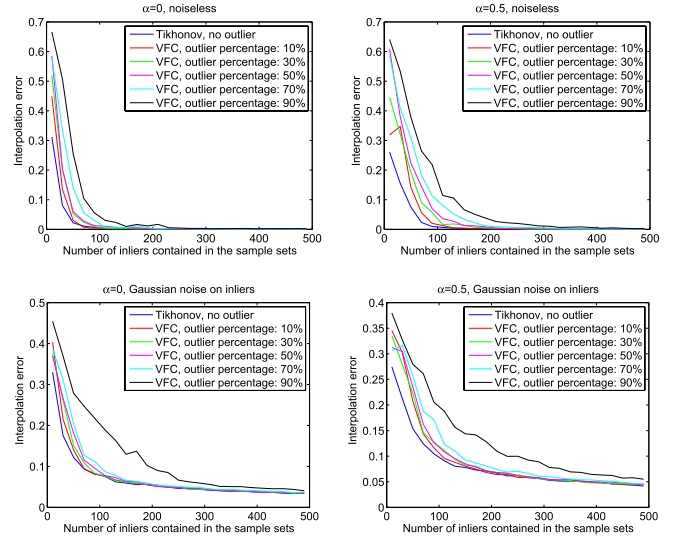 α=0, noiseless
0.7
0.6
0.5
0.4
0.3
0.2
0.1
0
0 100 200 300 400 500
Interpolation error
Number of inliers contained in the sample sets
Tikhonov, no outlier
VFC, outlier percentage: 10%
VFC, outlier percentage: 30%
VFC, outlier percentage: 50%
VFC, outlier percentage: 70%
VFC, outlier percentage: 90%
α=0.5, noiseless
0.7
0.6
0.5
0.4
0.3
0.2
0.1
0
0 100 200 300 400 500
Interpolation error
Number of inliers contained in the sample sets
Tikhonov, no outlier
VFC, outlier percentage: 10%
VFC, outlier percentage: 30%
VFC, outlier percentage: 50%
VFC, outlier percentage: 70%
VFC, outlier percentage: 90%
α=0, Gaussian noise on inliers
0.5
0.4
0.3
0.2
0.1
0
0 100 200 300 400 500
Interpolation error
Number of inliers contained in the sample sets
Tikhonov, no outlier
VFC, outlier percentage: 10%
VFC, outlier percentage: 30%
VFC, outlier percentage: 50%
VFC, outlier percentage: 70%
VFC, outlier percentage: 90%
α=0.5, Gaussian noise on inliers
0.4
0.35
0.3
0.25
0.2
0.15
0.1
0.05
0
0 100 200 300 400 500
Interpolation error
Number of inliers contained in the sample sets
Tikhonov, no outlier
VFC, outlier percentage: 10%
VFC, outlier percentage: 30%
VFC, outlier percentage: 50%
VFC, outlier percentage: 70%
VFC, outlier percentage: 90%